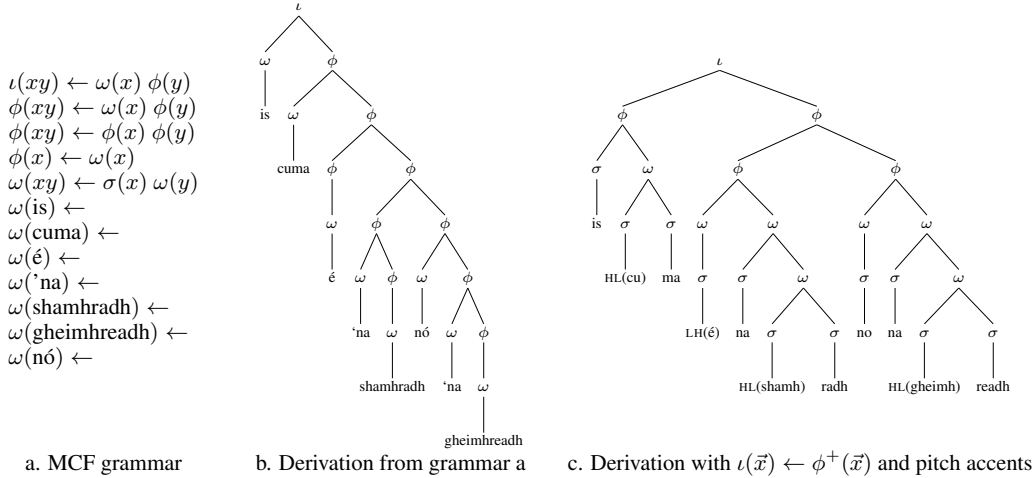 ι(xy) ← ω(x) φ(y)
φ(xy) ← ω(x) φ(y)
φ(xy) ← φ(x) φ(y)
φ(x) ← ω(x)
ω(xy) ← σ(x) ω(y)
ω(is) ←
ω(cuma) ←
ω(é) ←
ω('na) ←
ω(shamhradh) ←
ω(gheimhreadh) ←
ω(nó) ←
a. MCF grammar
ι
ω φ
is ω φ
cuma φ φ
ω φ φ
é ω φ ω φ
‘na ω nó ω φ
shamhradh ‘na ω
gheimhreadh
b. Derivation from grammar a
ι
φ φ
σ ω φ φ
is σ σ ω ω ω ω
HL(cu) ma σ σ ω σ σ ω
LH(é) na σ σ no na σ σ
HL(shamh) radh HL(gheimh) readh
c. Derivation with ι(x⃗) ← φ⁺(x⃗) and pitch accents